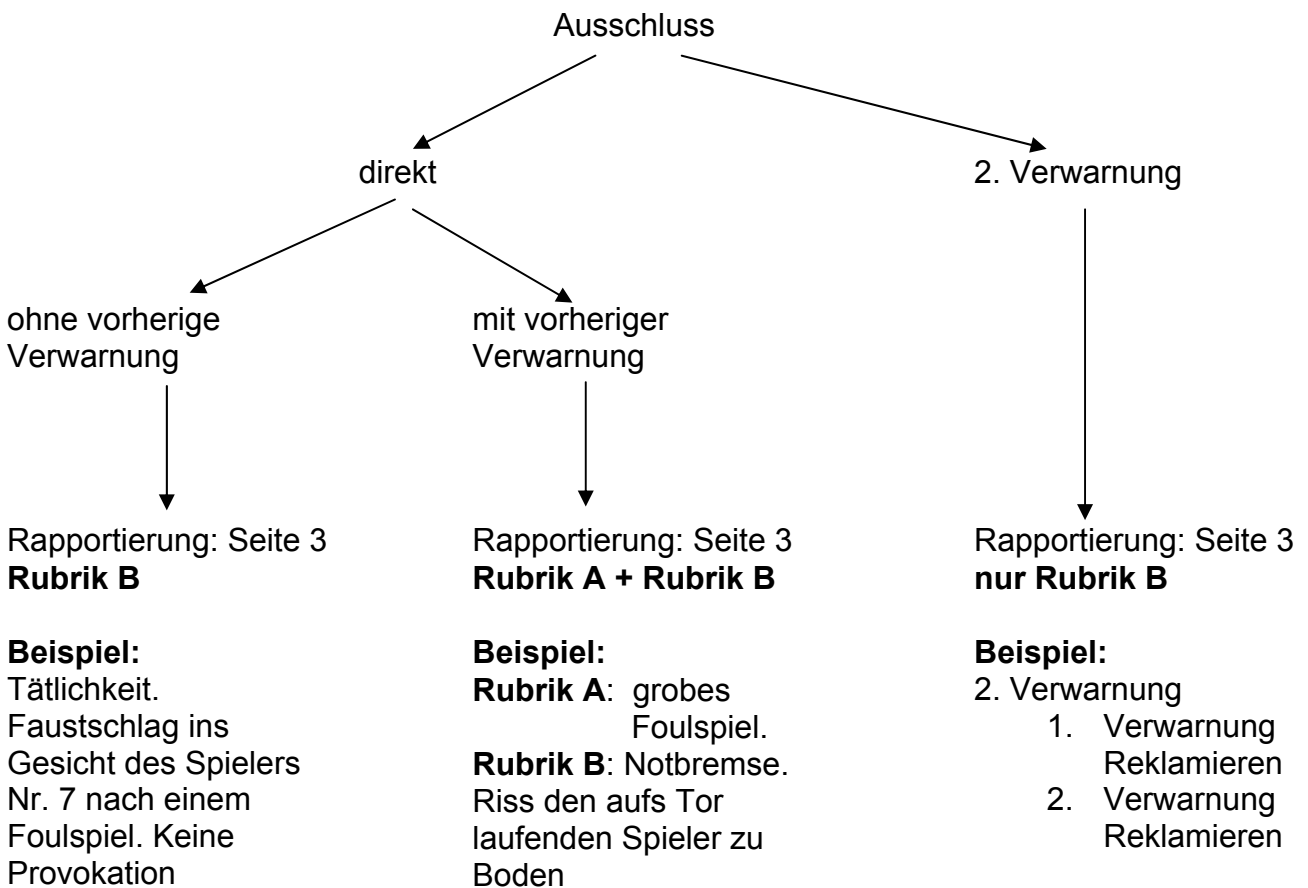 Ausschluss
direkt
2. Verwarnung
ohne vorherige
Verwarnung
mit vorheriger
Verwarnung
Rapportierung: Seite 3
Rubrik B
Beispiel:
Tätlichkeit.
Faustschlag ins
Gesicht des Spielers
Nr. 7 nach einem
Foulspiel. Keine
Provokation
Rapportierung: Seite 3
Rubrik A + Rubrik B
Beispiel:
Rubrik A: grobes
Foulspiel.
Rubrik B: Notbremse.
Riss den aufs Tor
laufenden Spieler zu
Boden
Rapportierung: Seite 3
nur Rubrik B
Beispiel:
2. Verwarnung
1. Verwarnung
Reklamieren
2. Verwarnung
Reklamieren